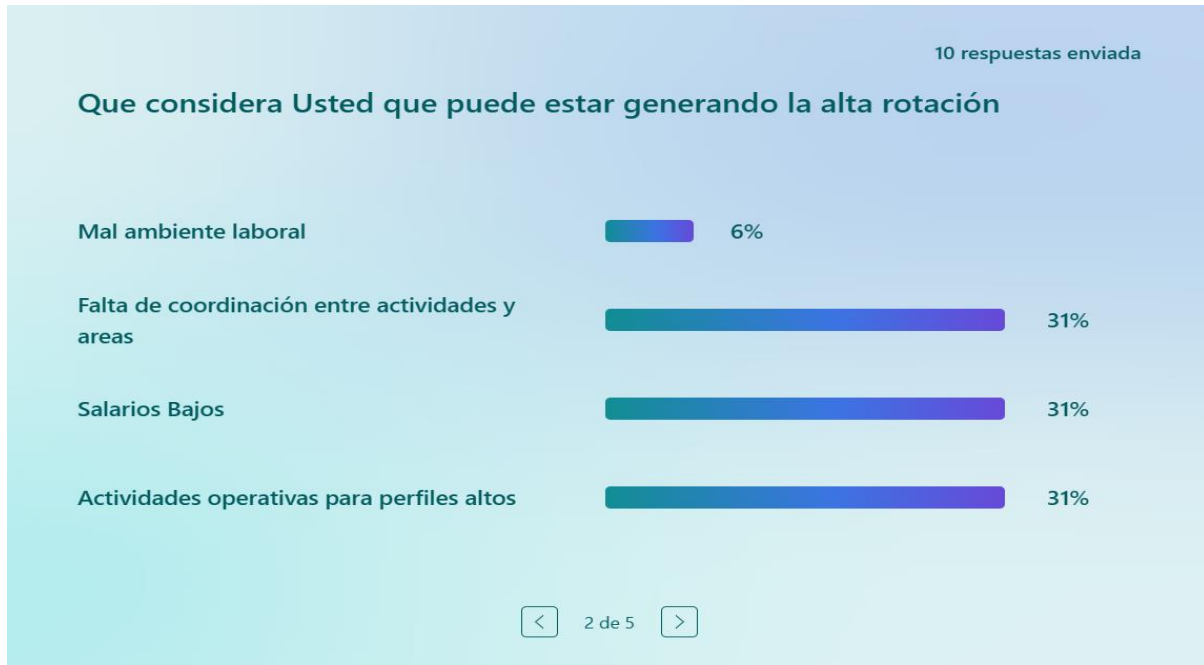 10 respuestas enviada
Que considera Usted que puede estar generando la alta rotación
Mal ambiente laboral
6%
Falta de coordinación entre actividades y
areas
31%
Salarios Bajos
31%
Actividades operativas para perfiles altos
31%
2 de 5